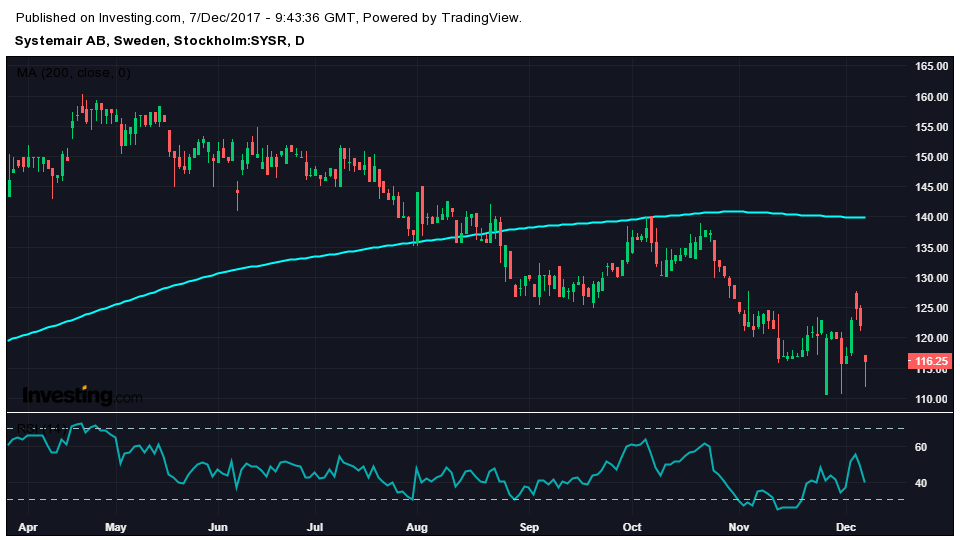 Published on Investing.com, 7/Dec/2017 - 9:43:36 GMT, Powered by TradingView.
Systemair AB, Sweden, Stockholm:SYSR, D
MA (200, close, 0)
165.00
160.00
155.00
150.00
145.00
140.00
135.00
130.00
125.00
120.00
116.25
115.00
110.00
Investing.com
RSI
60
40
Apr May Jun Jul Aug Sep Oct Nov Dec